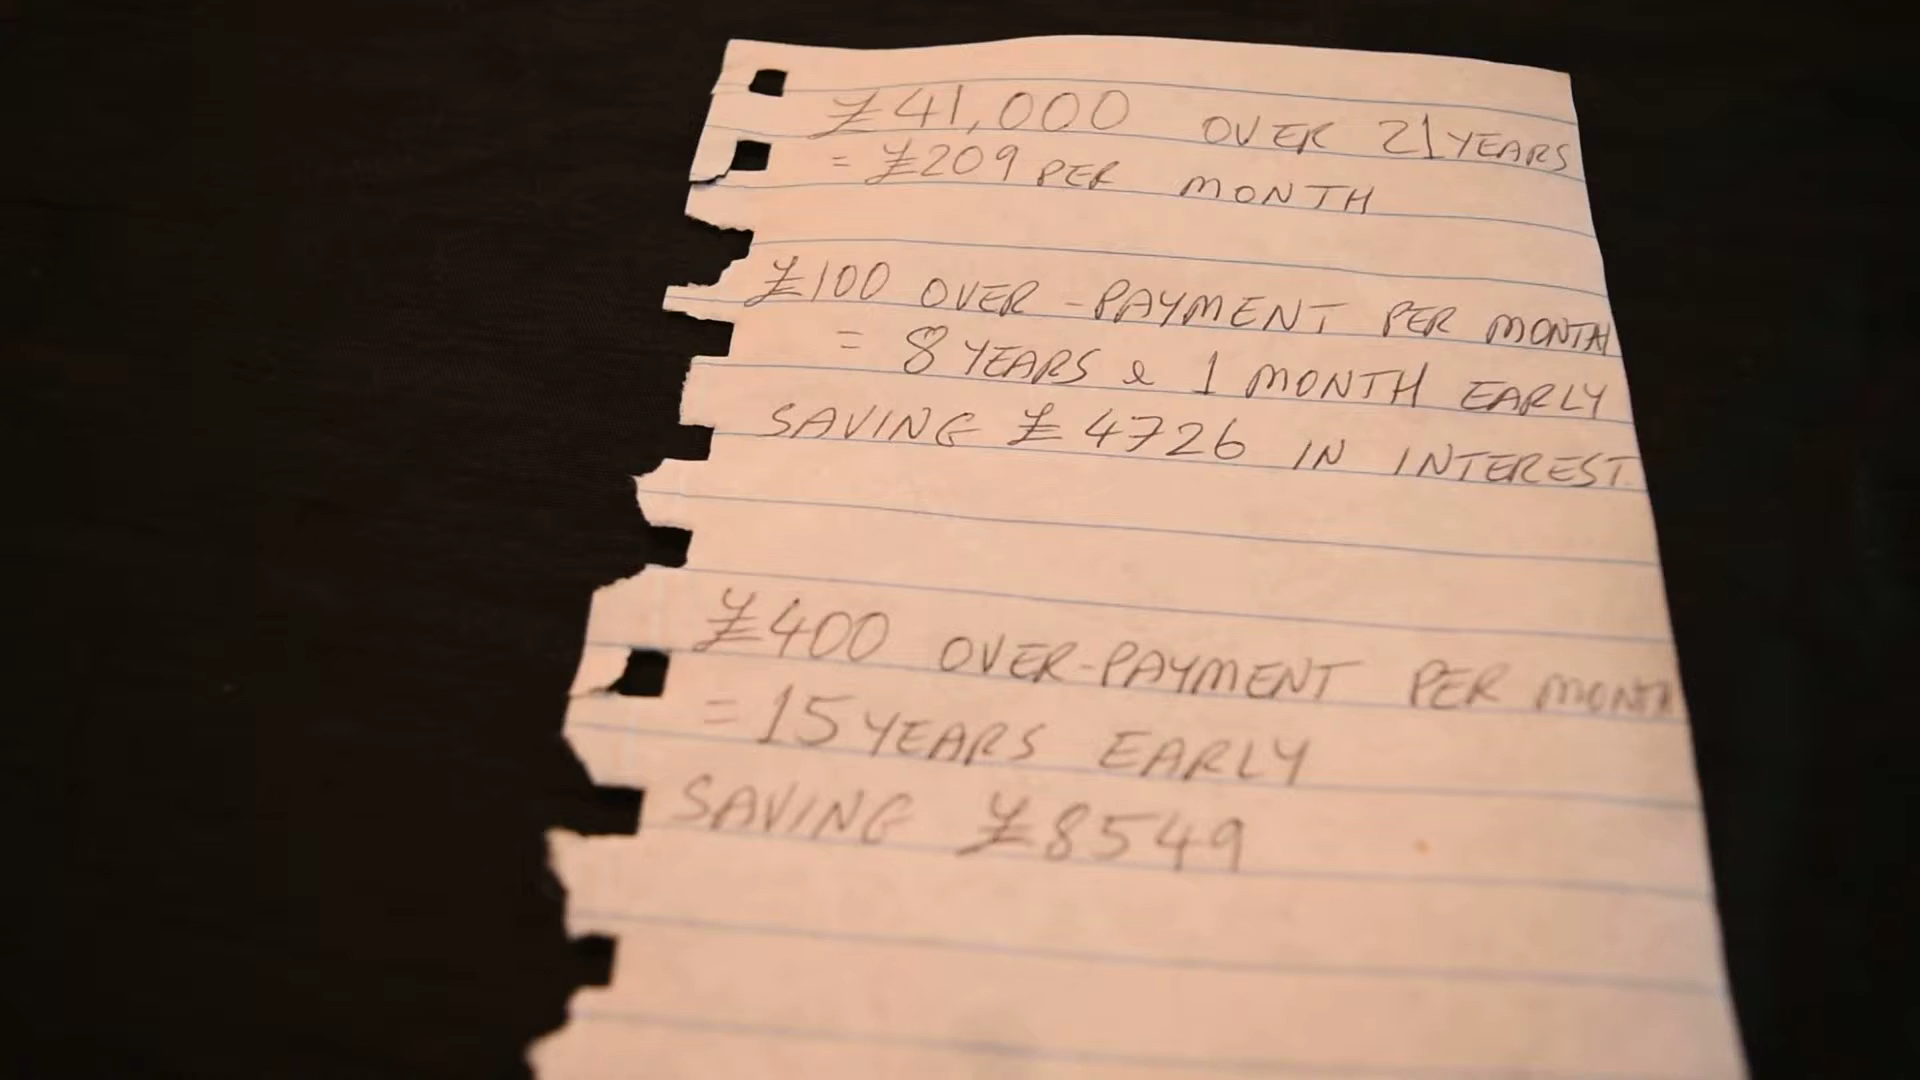 £41,000 OVER 21 YEARS
= £209 PER MONTH
£100 OVER-PAYMENT PER MONTH
= 8 YEARS & 1 MONTH EARLY
SAVING £4726 IN INTEREST.
£400 OVER-PAYMENT PER MONTH
= 15 YEARS EARLY
SAVING £8549